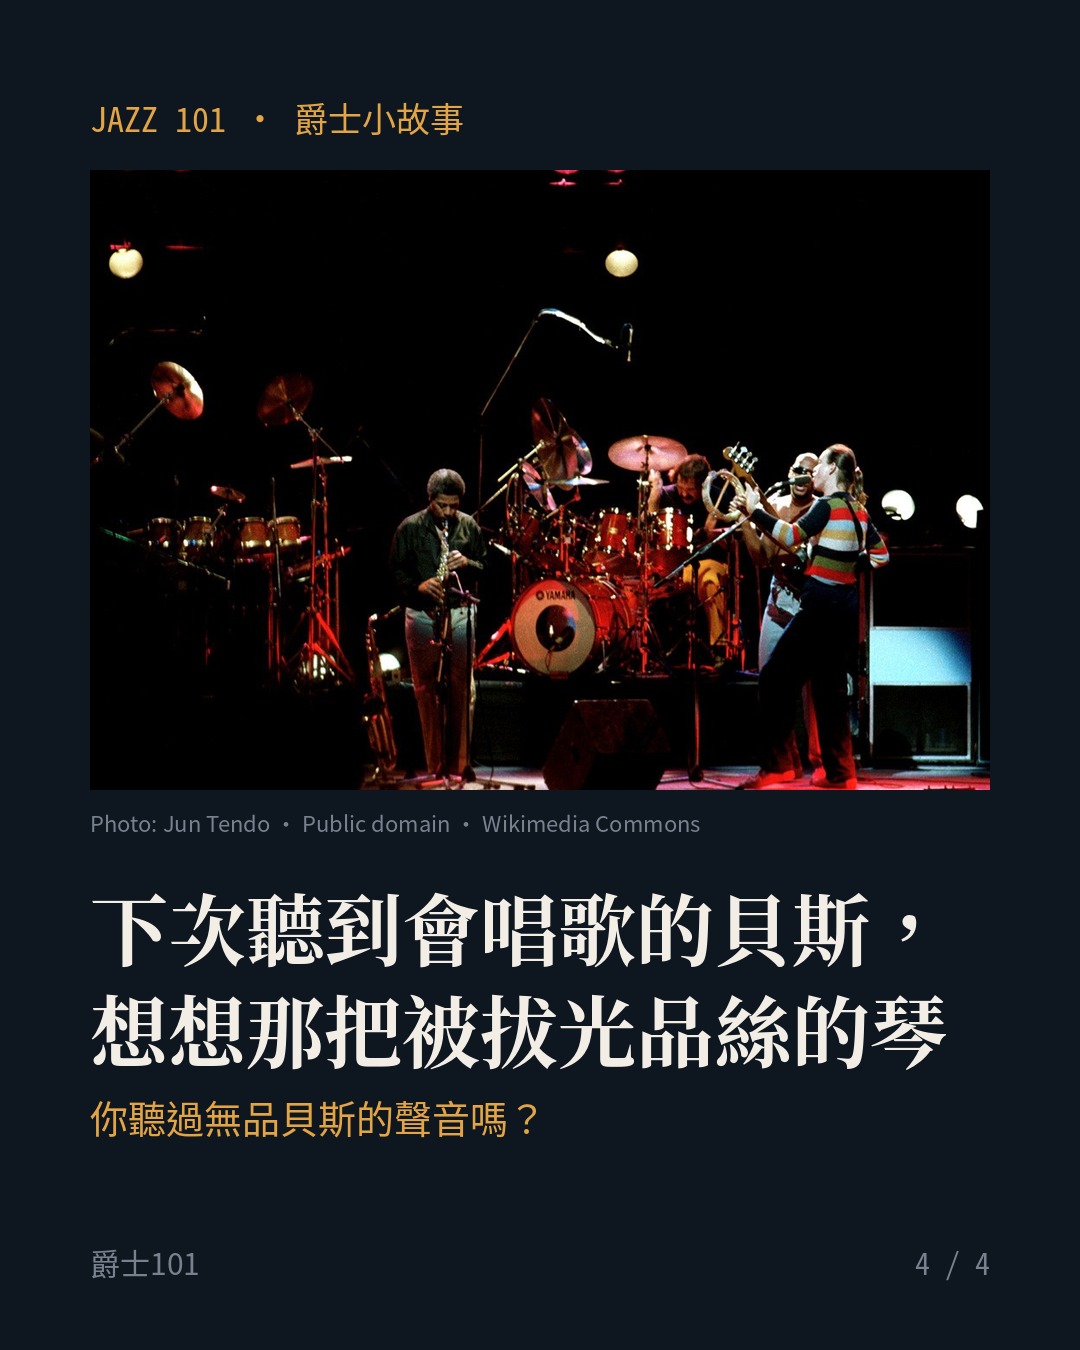 JAZZ 101 · 爵士小故事
YAMAHA
Photo: Jun Tendo · Public domain · Wikimedia Commons
下次聽到會唱歌的貝斯，
想想那把被拔光品絲的琴
你聽過無品貝斯的聲音嗎？
爵士101
4 / 4